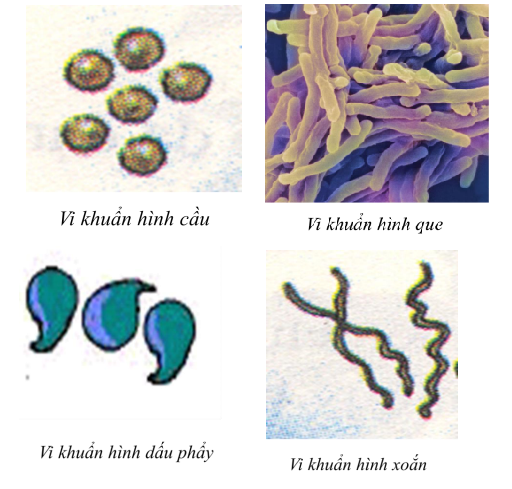 Vi khuẩn hình cầu
Vi khuẩn hình que
Vi khuẩn hình dấu phẩy
Vi khuẩn hình xoắn